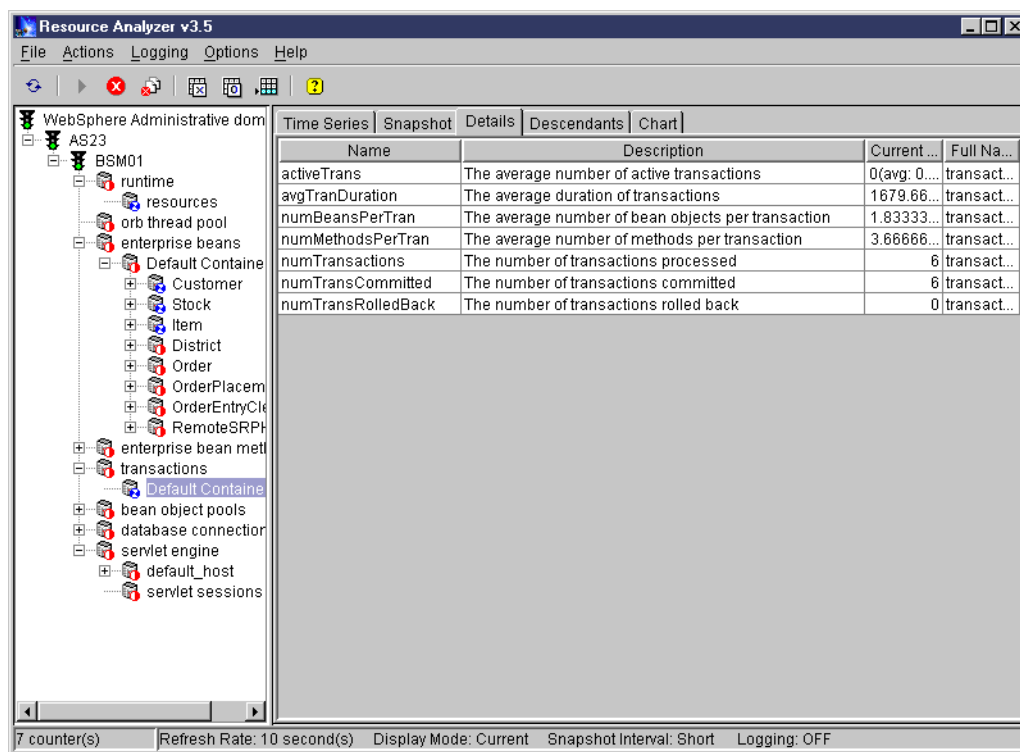 Resource Analyzer v3.5
File Actions Logging Options Help
WebSphere Administrative dom
AS23
BSM01
runtime
resources
orb thread pool
enterprise beans
Default Containe
Customer
Stock
Item
District
Order
OrderPlacem
OrderEntryCle
RemoteSRPH
enterprise bean meth
transactions
Default Containe
bean object pools
database connection
servlet engine
default_host
servlet sessions
Time Series Snapshot Details Descendants Chart
Name Description Current ... Full Na...
activeTrans The average number of active transactions 0(avg: 0.... transact...
avgTranDuration The average duration of transactions 1679.66... transact...
numBeansPerTran The average number of bean objects per transaction 1.83333... transact...
numMethodsPerTran The average number of methods per transaction 3.66666... transact...
numTransactions The number of transactions processed 6 transact...
numTransCommitted The number of transactions committed 6 transact...
numTransRolledBack The number of transactions rolled back 0 transact...
7 counter(s) Refresh Rate: 10 second(s) Display Mode: Current Snapshot Interval: Short Logging: OFF